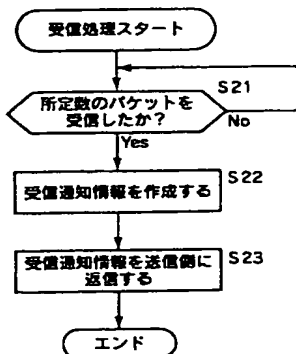 受信処理スタート
S21
所定数のパケットを
受信したか?
No
Yes
S22
受信通知情報を作成する
S23
受信通知情報を送信側に
返信する
エンド